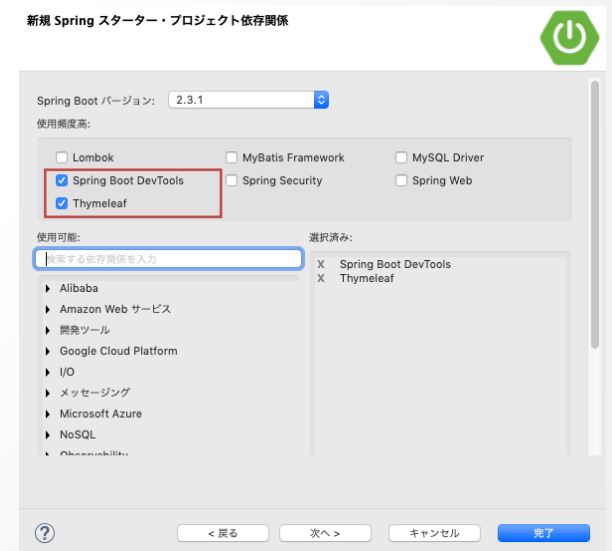 新規 Spring スターター・プロジェクト依存関係
Spring Boot バージョン: 2.3.1
使用頻度高:
Lombok MyBatis Framework MySQL Driver
Spring Boot DevTools Spring Security Spring Web
Thymeleaf
使用可能: 選択済み:
検索する依存関係を入力 X Spring Boot DevTools
X Thymeleaf
Alibaba
Amazon Web サービス
開発ツール
Google Cloud Platform
I/O
メッセージング
Microsoft Azure
NoSQL
Observability
? < 戻る 次へ > キャンセル 完了